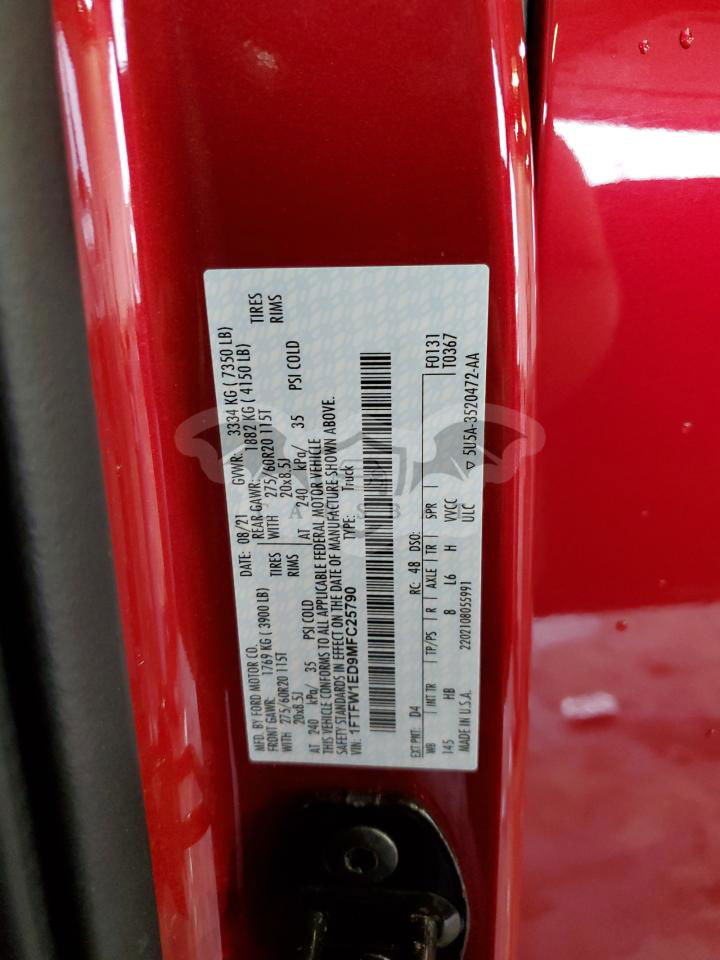 MFD. BY FORD MOTOR CO. DATE: 08/21 GVWR: 3334 KG ( 7350 LB)
FRONT GAWR: 1769 KG ( 3900 LB) REAR GAWR: 1882 KG ( 4150 LB)
WITH 275/60R20 115T TIRES WITH 275/60R20 115T TIRES
20x8.5J RIMS 20x8.5J RIMS
AT 240 kPa/ 35 PSI COLD AT 240 kPa/ 35 PSI COLD
THIS VEHICLE CONFORMS TO ALL APPLICABLE FEDERAL MOTOR VEHICLE
SAFETY STANDARDS IN EFFECT ON THE DATE OF MANUFACTURE SHOWN ABOVE.
VIN: 1FTFW1ED9MFC25790 TYPE: Truck
F0131
T0367
EXT PNT: D4 RC: 48 DSO:
WB INT TR TP/PS R AXLE TR SPR
145 HB B L6 H VVCC
MADE IN U.S.A. 2202108055991 ULC
5U5A-3520472-AA
A S B